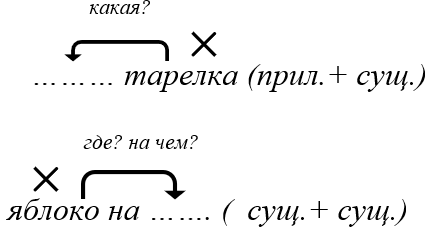 какая?
……… тарелка (прил.+ сущ.)
где? на чем?
яблоко на ……. ( сущ.+ сущ.)